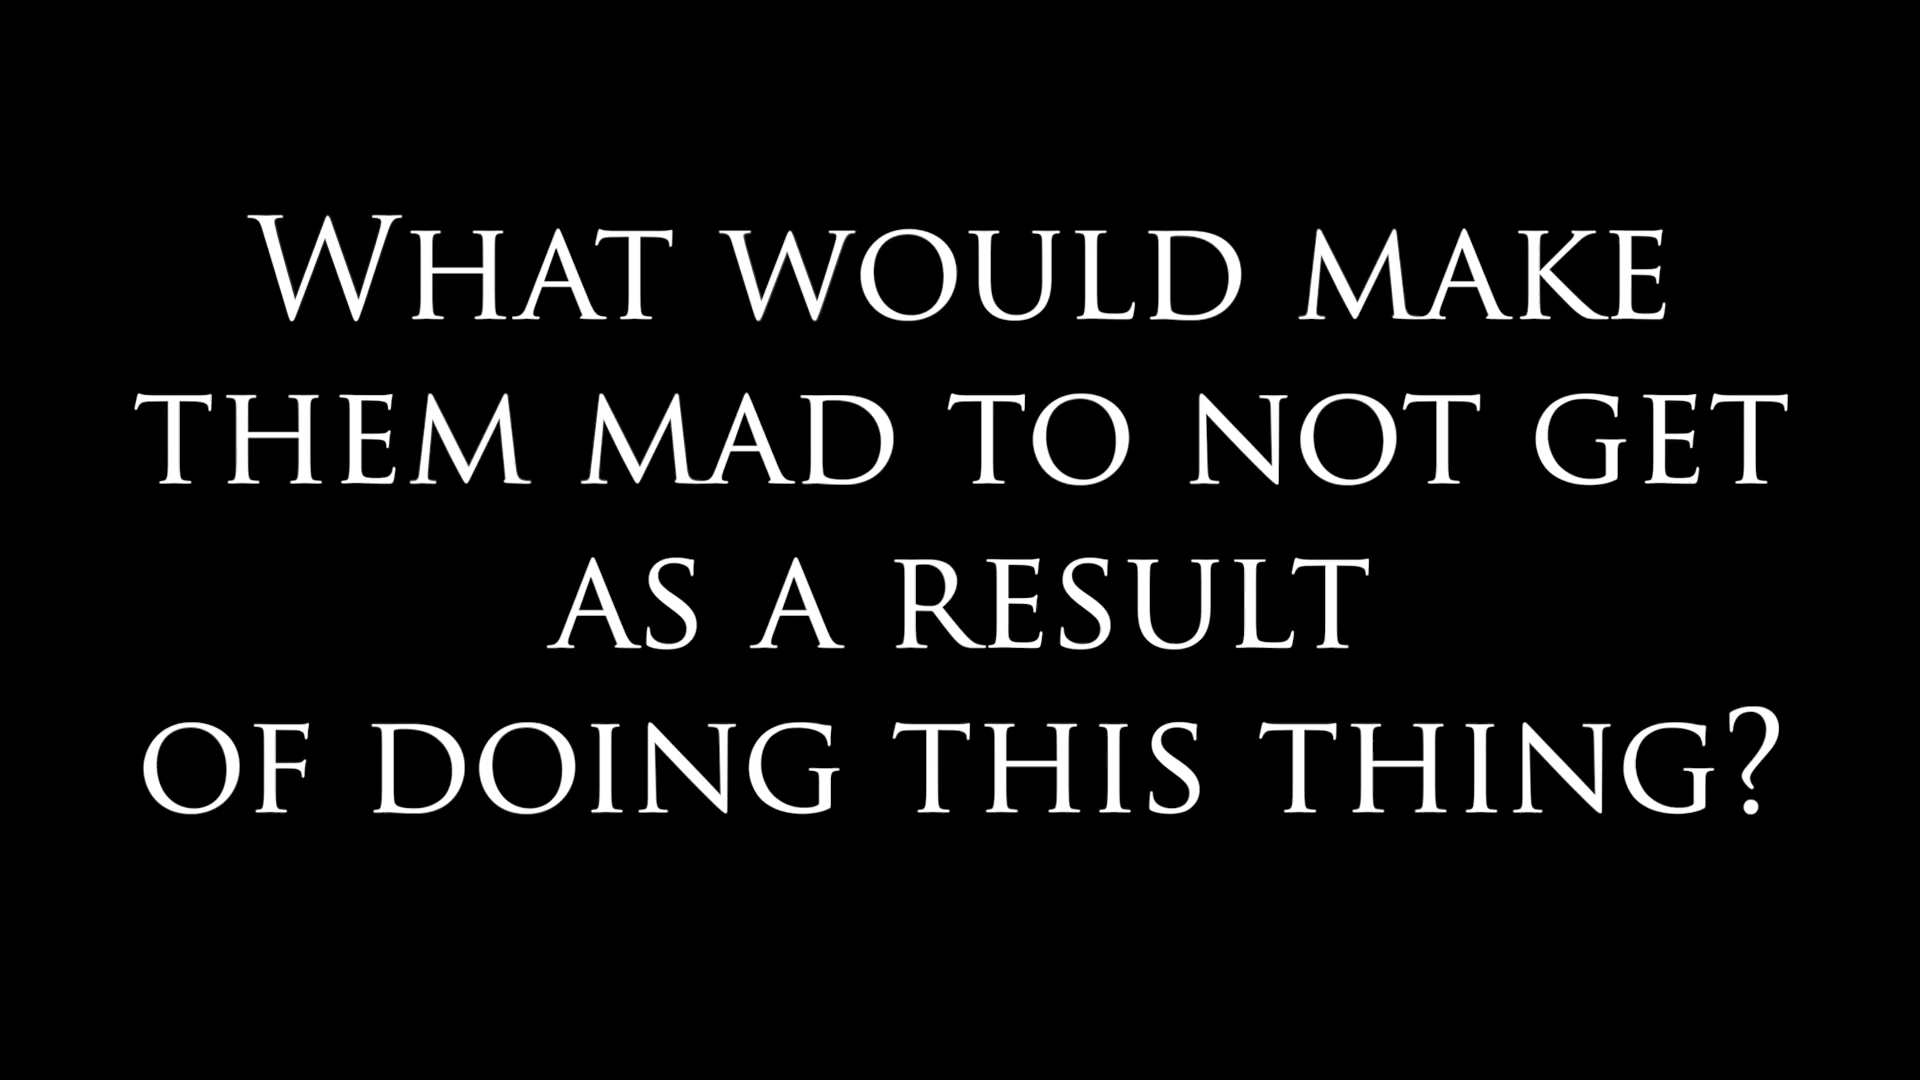 What would make
them mad to not get
as a result
of doing this thing?